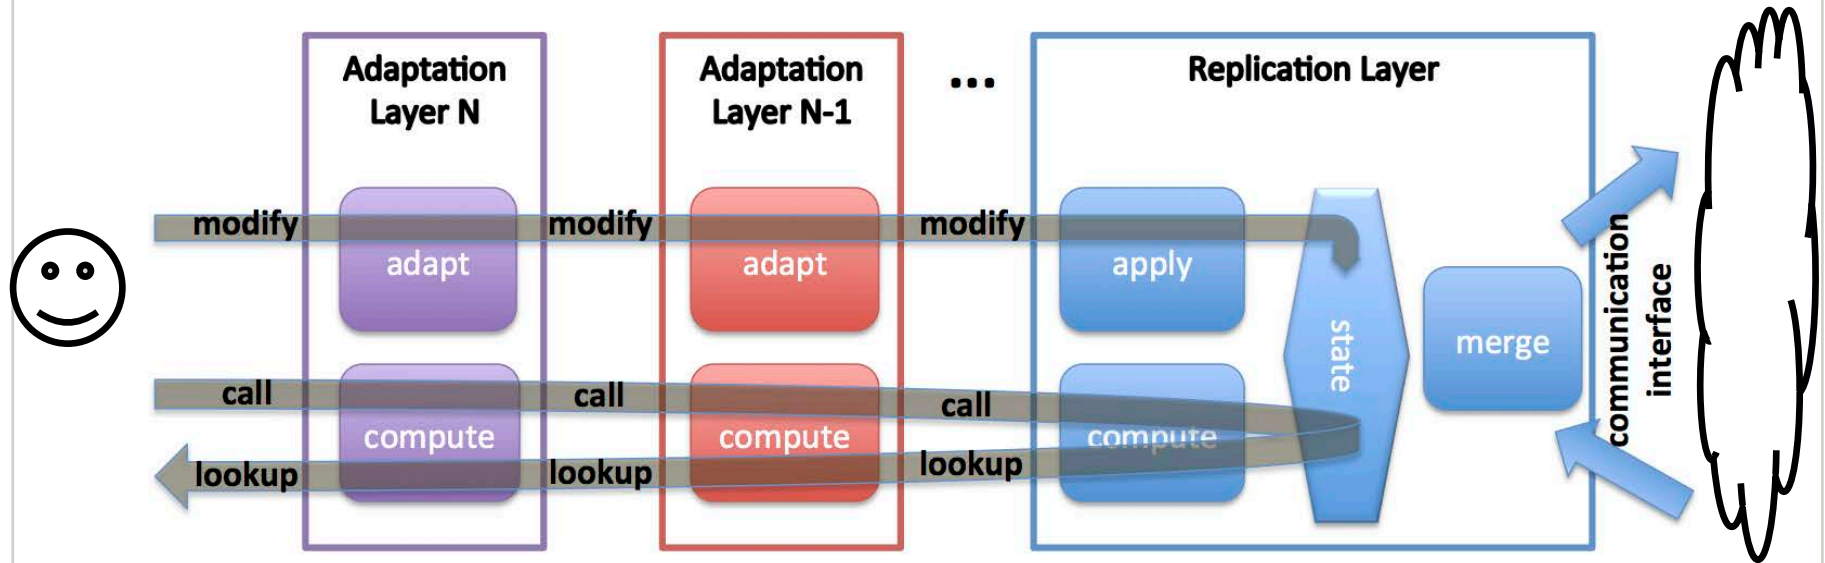 Adaptation
Layer N
Adaptation
Layer N-1
...
Replication Layer
modify
modify
modify
adapt
adapt
apply
state
merge
communication
interface
call
call
call
compute
compute
compute
lookup
lookup
lookup